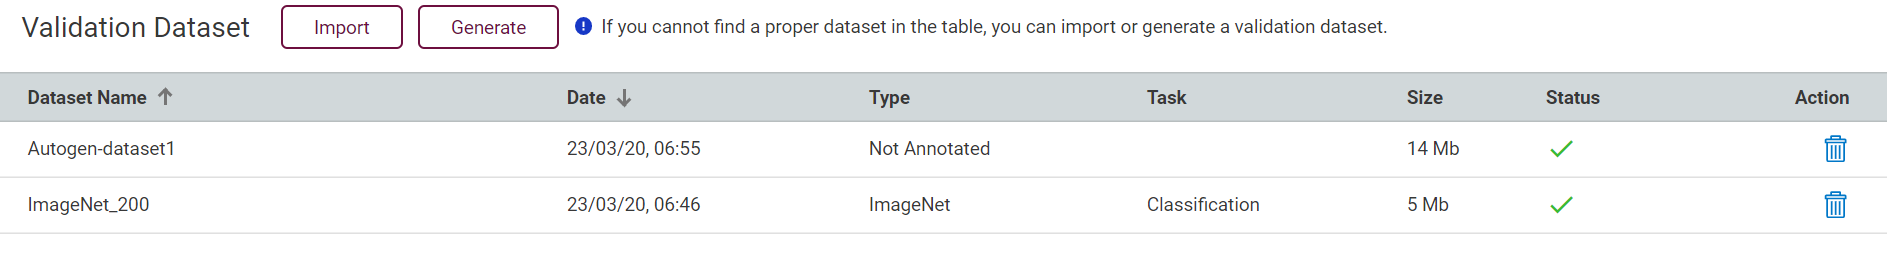 Validation Dataset Import Generate If you cannot find a proper dataset in the table, you can import or generate a validation dataset.
Dataset Name Date Type Task Size Status Action
Autogen-dataset1 23/03/20, 06:55 Not Annotated 14 Mb
ImageNet_200 23/03/20, 06:46 ImageNet Classification 5 Mb